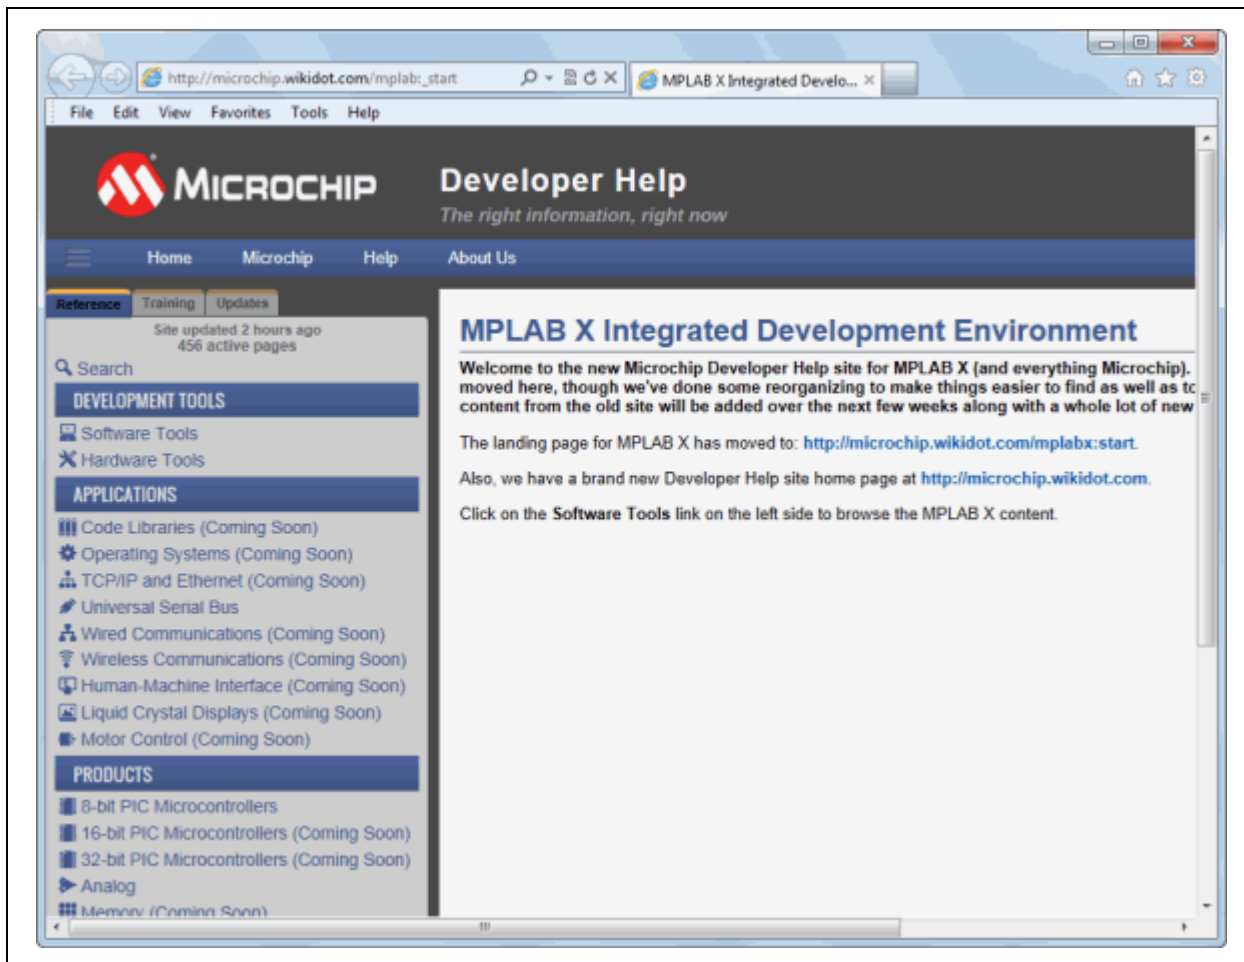 http://microchip.wikidot.com/mplab:_start
MPLAB X Integrated Develo...
File Edit View Favorites Tools Help
MICROCHIP
Developer Help
The right information, right now
Home Microchip Help About Us
Reference Training Updates
Site updated 2 hours ago
456 active pages
Search
DEVELOPMENT TOOLS
Software Tools
Hardware Tools
APPLICATIONS
Code Libraries (Coming Soon)
Operating Systems (Coming Soon)
TCP/IP and Ethernet (Coming Soon)
Universal Serial Bus
Wired Communications (Coming Soon)
Wireless Communications (Coming Soon)
Human-Machine Interface (Coming Soon)
Liquid Crystal Displays (Coming Soon)
Motor Control (Coming Soon)
PRODUCTS
8-bit PIC Microcontrollers
16-bit PIC Microcontrollers (Coming Soon)
32-bit PIC Microcontrollers (Coming Soon)
Analog
Memory (Coming Soon)
MPLAB X Integrated Development Environment
Welcome to the new Microchip Developer Help site for MPLAB X (and everything Microchip).
moved here, though we've done some reorganizing to make things easier to find as well as to
content from the old site will be added over the next few weeks along with a whole lot of new
The landing page for MPLAB X has moved to: http://microchip.wikidot.com/mplabx:start.
Also, we have a brand new Developer Help site home page at http://microchip.wikidot.com.
Click on the Software Tools link on the left side to browse the MPLAB X content.